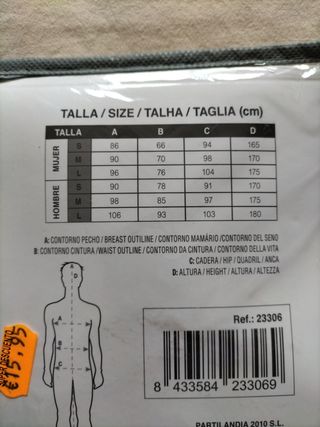 TALLA / SIZE / TALHA / TAGLIA (cm)
TALLA A B C D
MUJER
S 86 66 94 165
M 90 70 98 170
L 96 76 104 175
HOMBRE
S 90 78 91 170
M 98 85 97 175
L 106 93 103 180
A: CONTORNO PECHO / BREAST OUTILINE / CONTORNO MAMÁRIO /CONTORNO DEL SENO
B: CONTORNO CINTURA /WAIST OUTLINE / CONTORNO DA CINTURA / CONTORNO DELLA VITA
C: CADERA / HIP / QUADRIL / ANCA
D: ALTURA / HEIGHT / ALTURA / ALTEZZA
D
A
B
C
Ref.: 23306
8 433584 233069
SUPER DESCUENTO
€15,95
PARTILANDIA 2010 S.L.